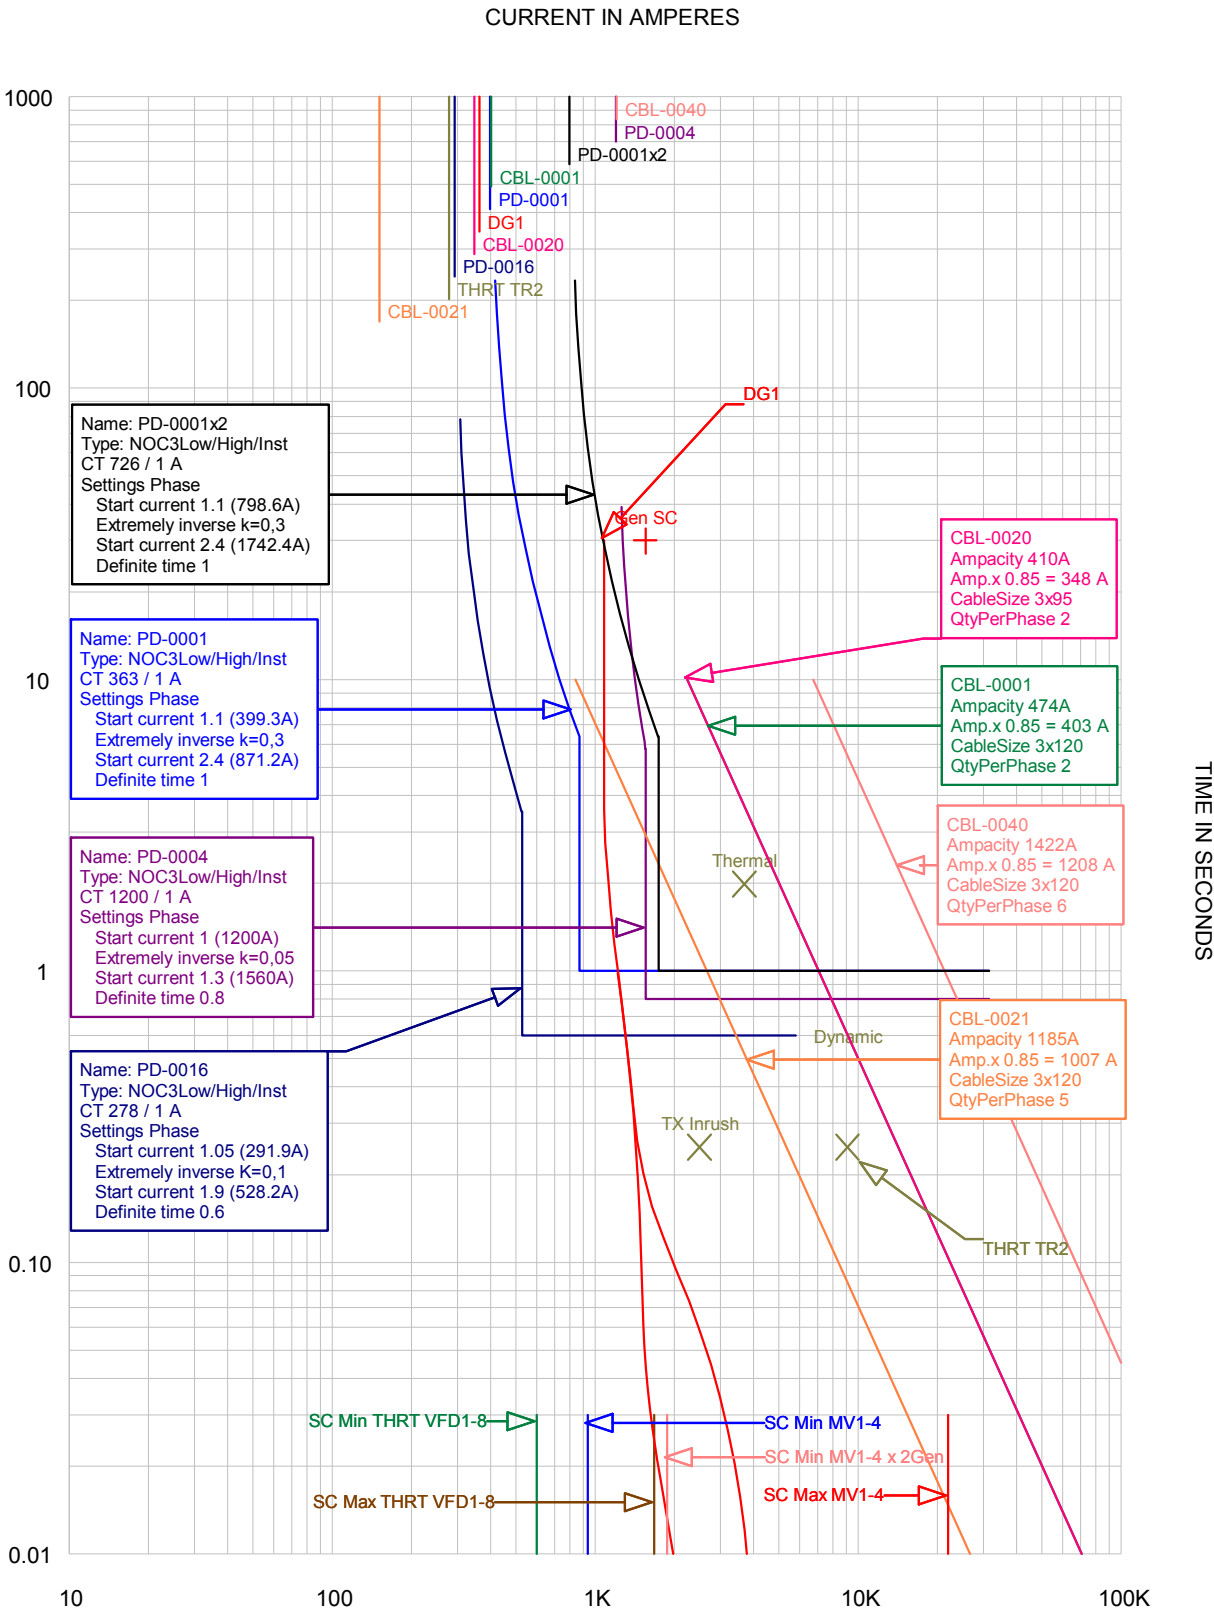 CURRENT IN AMPERES
1000
CBL-0040
PD-0004
PD-0001x2
CBL-0001
PD-0001
DG1
CBL-0020
PD-0016
THRT TR2
CBL-0021
100
DG1
Name: PD-0001x2
Type: NOC3Low/High/Inst
CT 726 / 1 A
Settings Phase
Start current 1.1 (798.6A)
Extremely inverse k=0,3
Start current 2.4 (1742.4A)
Definite time 1
Gen SC
CBL-0020
Ampacity 410A
Amp.x 0.85 = 348 A
CableSize 3x95
QtyPerPhase 2
Name: PD-0001
Type: NOC3Low/High/Inst
CT 363 / 1 A
Settings Phase
Start current 1.1 (399.3A)
Extremely inverse k=0,3
Start current 2.4 (871.2A)
Definite time 1
10
CBL-0001
Ampacity 474A
Amp.x 0.85 = 403 A
CableSize 3x120
QtyPerPhase 2
TIME IN SECONDS
CBL-0040
Ampacity 1422A
Amp.x 0.85 = 1208 A
CableSize 3x120
QtyPerPhase 6
Name: PD-0004
Type: NOC3Low/High/Inst
CT 1200 / 1 A
Settings Phase
Start current 1 (1200A)
Extremely inverse k=0,05
Start current 1.3 (1560A)
Definite time 0.8
Thermal
1
CBL-0021
Ampacity 1185A
Amp.x 0.85 = 1007 A
CableSize 3x120
QtyPerPhase 5
Dynamic
Name: PD-0016
Type: NOC3Low/High/Inst
CT 278 / 1 A
Settings Phase
Start current 1.05 (291.9A)
Extremely inverse K=0,1
Start current 1.9 (528.2A)
Definite time 0.6
TX Inrush
THRT TR2
0.10
SC Min THRT VFD1-8
SC Min MV1-4
SC Min MV1-4 x 2Gen
SC Max THRT VFD1-8
SC Max MV1-4
0.01
10
100
1K
10K
100K